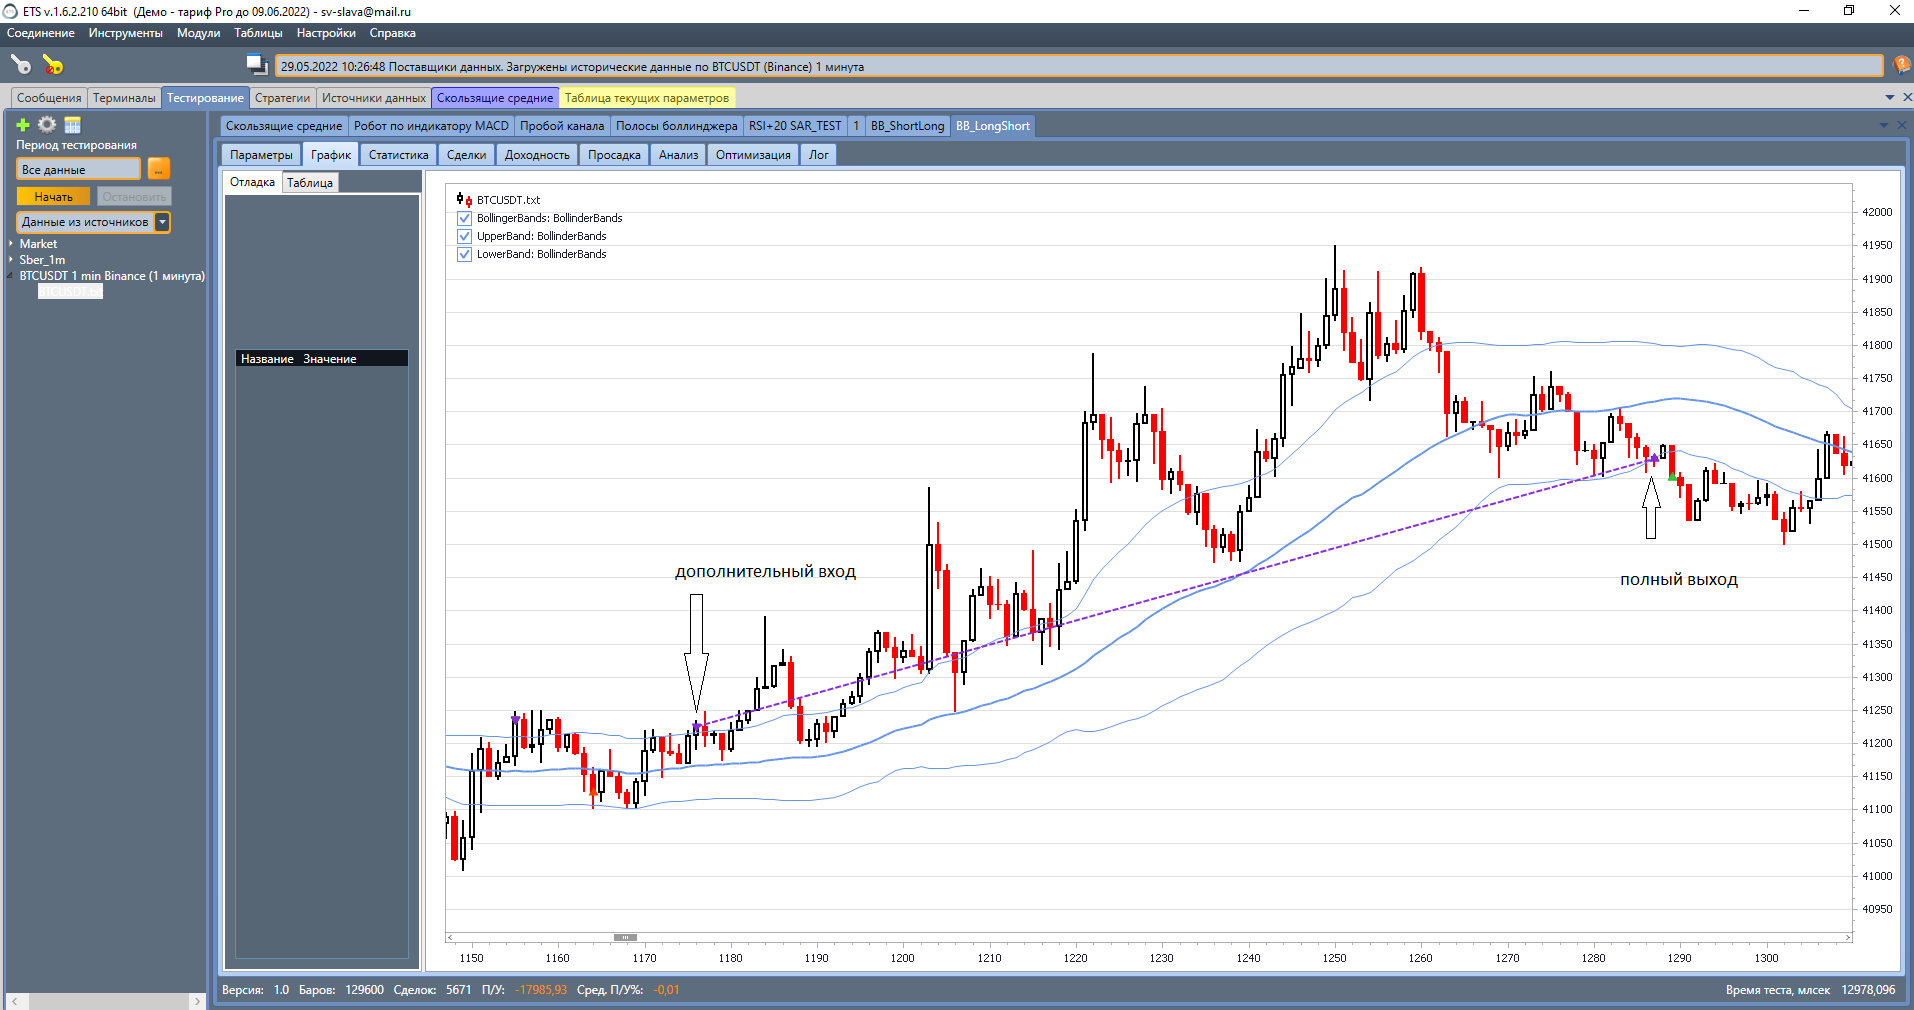 ETS v.1.6.2.210 64bit (Демо - тариф Pro до 09.06.2022) - sv-slava@mail.ru
Соединение Инструменты Модули Таблицы Настройки Справка
29.05.2022 10:26:48 Поставщики данных. Загружены исторические данные по BTCUSDT (Binance) 1 минута
Сообщения Терминалы Тестирование Стратегии Источники данных Скользящие средние Таблица текущих параметров
Период тестирования
Все данные ...
Начать Остановить
Данные из источников
Market
Sber_1m
BTCUSDT 1 min Binance (1 минута)
BTCUSDT.txt
Скользящие средние Робот по индикатору MACD Пробой канала Полосы боллинджера RSI+20 SAR_TEST 1 BB_ShortLong BB_LongShort
Параметры График Статистика Сделки Доходность Просадка Анализ Оптимизация Лог
Отладка Таблица
Название Значение
BTCUSDT.txt
BollingerBands: BollinderBands
UpperBand: BollinderBands
LowerBand: BollinderBands
дополнительный вход
полный выход
42000
41950
41900
41850
41800
41750
41700
41650
41600
41550
41500
41450
41400
41350
41300
41250
41200
41150
41100
41050
41000
40950
1150 1160 1170 1180 1190 1200 1210 1220 1230 1240 1250 1260 1270 1280 1290 1300
Версия: 1.0 Баров: 129600 Сделок: 5671 П/У: -17985,93 Сред. П/У%: -0,01 Время теста, млсек 12978,096